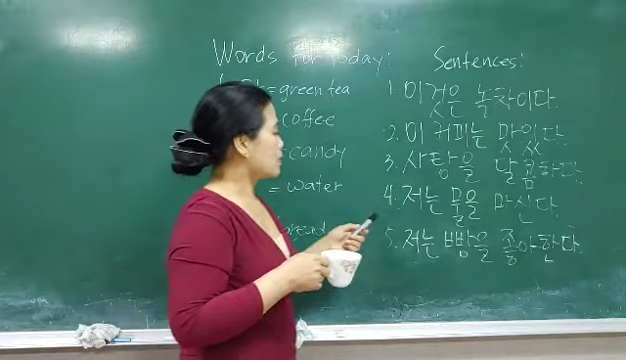 Words for Today:
= green tea
coffee
candy
= water
bread
Sentences:
1. 이것은 녹차이다.
2. 이 커피는 맛있다.
3. 사탕을 달콤하다.
4. 저는 물을 마신다.
5. 저는 빵을 좋아한다.